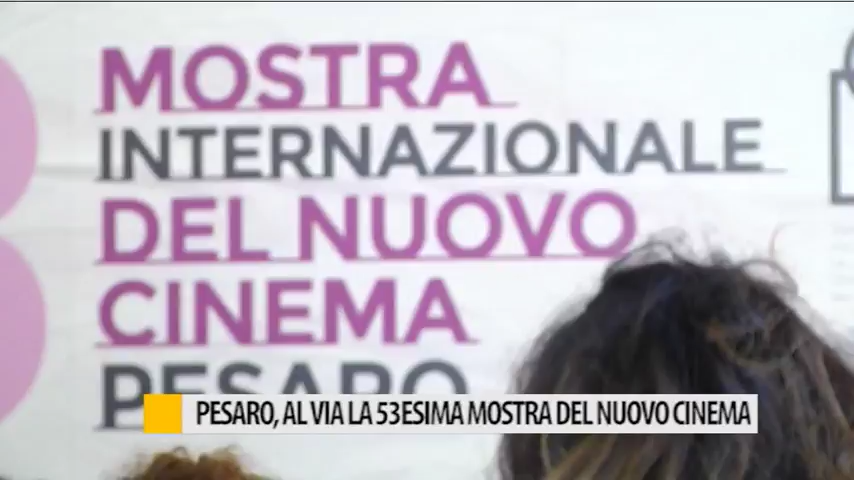 MOSTRA
INTERNAZIONALE
DEL NUOVO
CINEMA
PESARO
PESARO, AL VIA LA 53ESIMA MOSTRA DEL NUOVO CINEMA